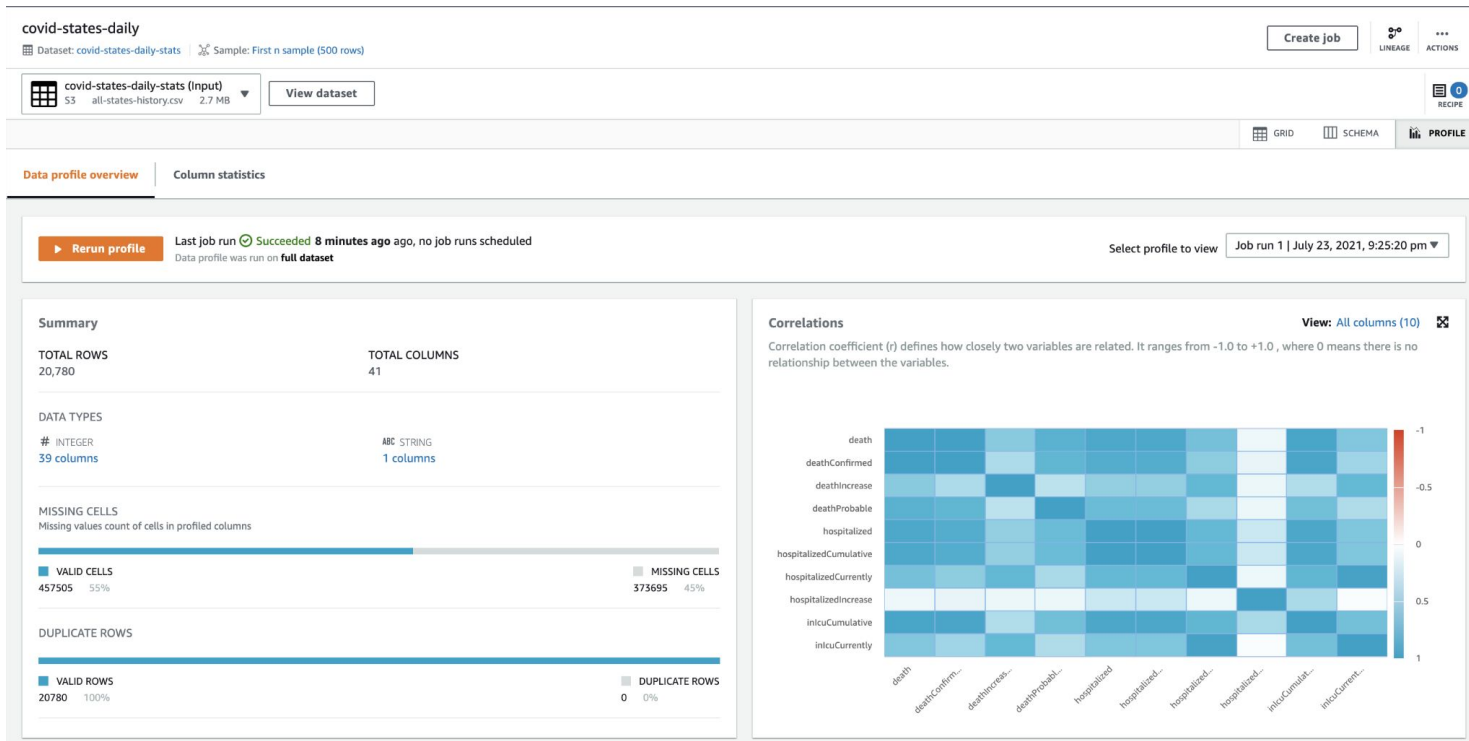 covid-states-daily
Dataset: covid-states-daily-stats Sample: First n sample (500 rows)
Create job
LINEAGE
ACTIONS
covid-states-daily-stats (Input)
S3 all-states-history.csv 2.7 MB
View dataset
0
RECIPE
GRID SCHEMA PROFILE
Data profile overview Column statistics
Rerun profile
Last job run Succeeded 8 minutes ago ago, no job runs scheduled
Data profile was run on full dataset
Select profile to view Job run 1 | July 23, 2021, 9:25:20 pm
Summary
TOTAL ROWS TOTAL COLUMNS
20,780 41
DATA TYPES
# INTEGER ABC STRING
39 columns 1 columns
MISSING CELLS
Missing values count of cells in profiled columns
VALID CELLS MISSING CELLS
457505 55% 373695 45%
DUPLICATE ROWS
VALID ROWS DUPLICATE ROWS
20780 100% 0 0%
Correlations View: All columns (10)
Correlation coefficient (r) defines how closely two variables are related. It ranges from -1.0 to +1.0 , where 0 means there is no
relationship between the variables.
death
deathConfirmed
deathIncrease
deathProbable
hospitalized
hospitalizedCumulative
hospitalizedCurrently
hospitalizedIncrease
inIcuCumulative
inIcuCurrently
-1
-0.5
0
0.5
1
death
deathConfirm...
deathIncreas...
deathProbabl...
hospitalized
hospitalized...
hospitalized...
hospitalized...
inIcuCumulat...
inIcuCurrent...